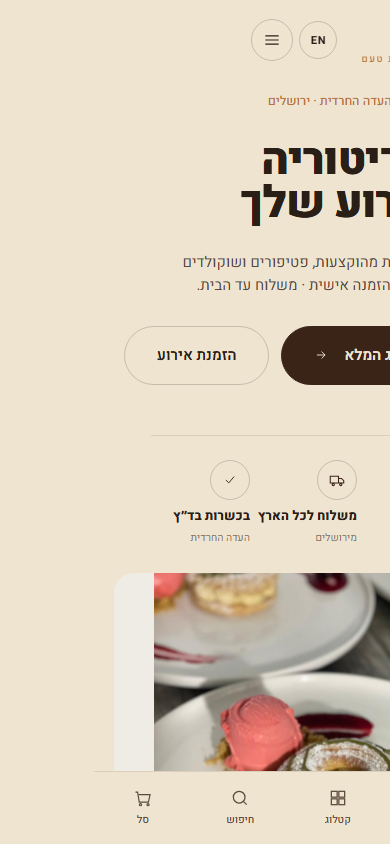 EN
טעם
העדה החרדית · ירושלים
רוע שלך
מהוקצעות, פטיפורים ושוקולדים
הזמנה אישית · משלוח עד הבית.
המלא
הזמנת אירוע
משלוח לכל הארץ
מירושלים
בכשרות בד״ץ
העדה החרדית
קטלוג
חיפוש
סל